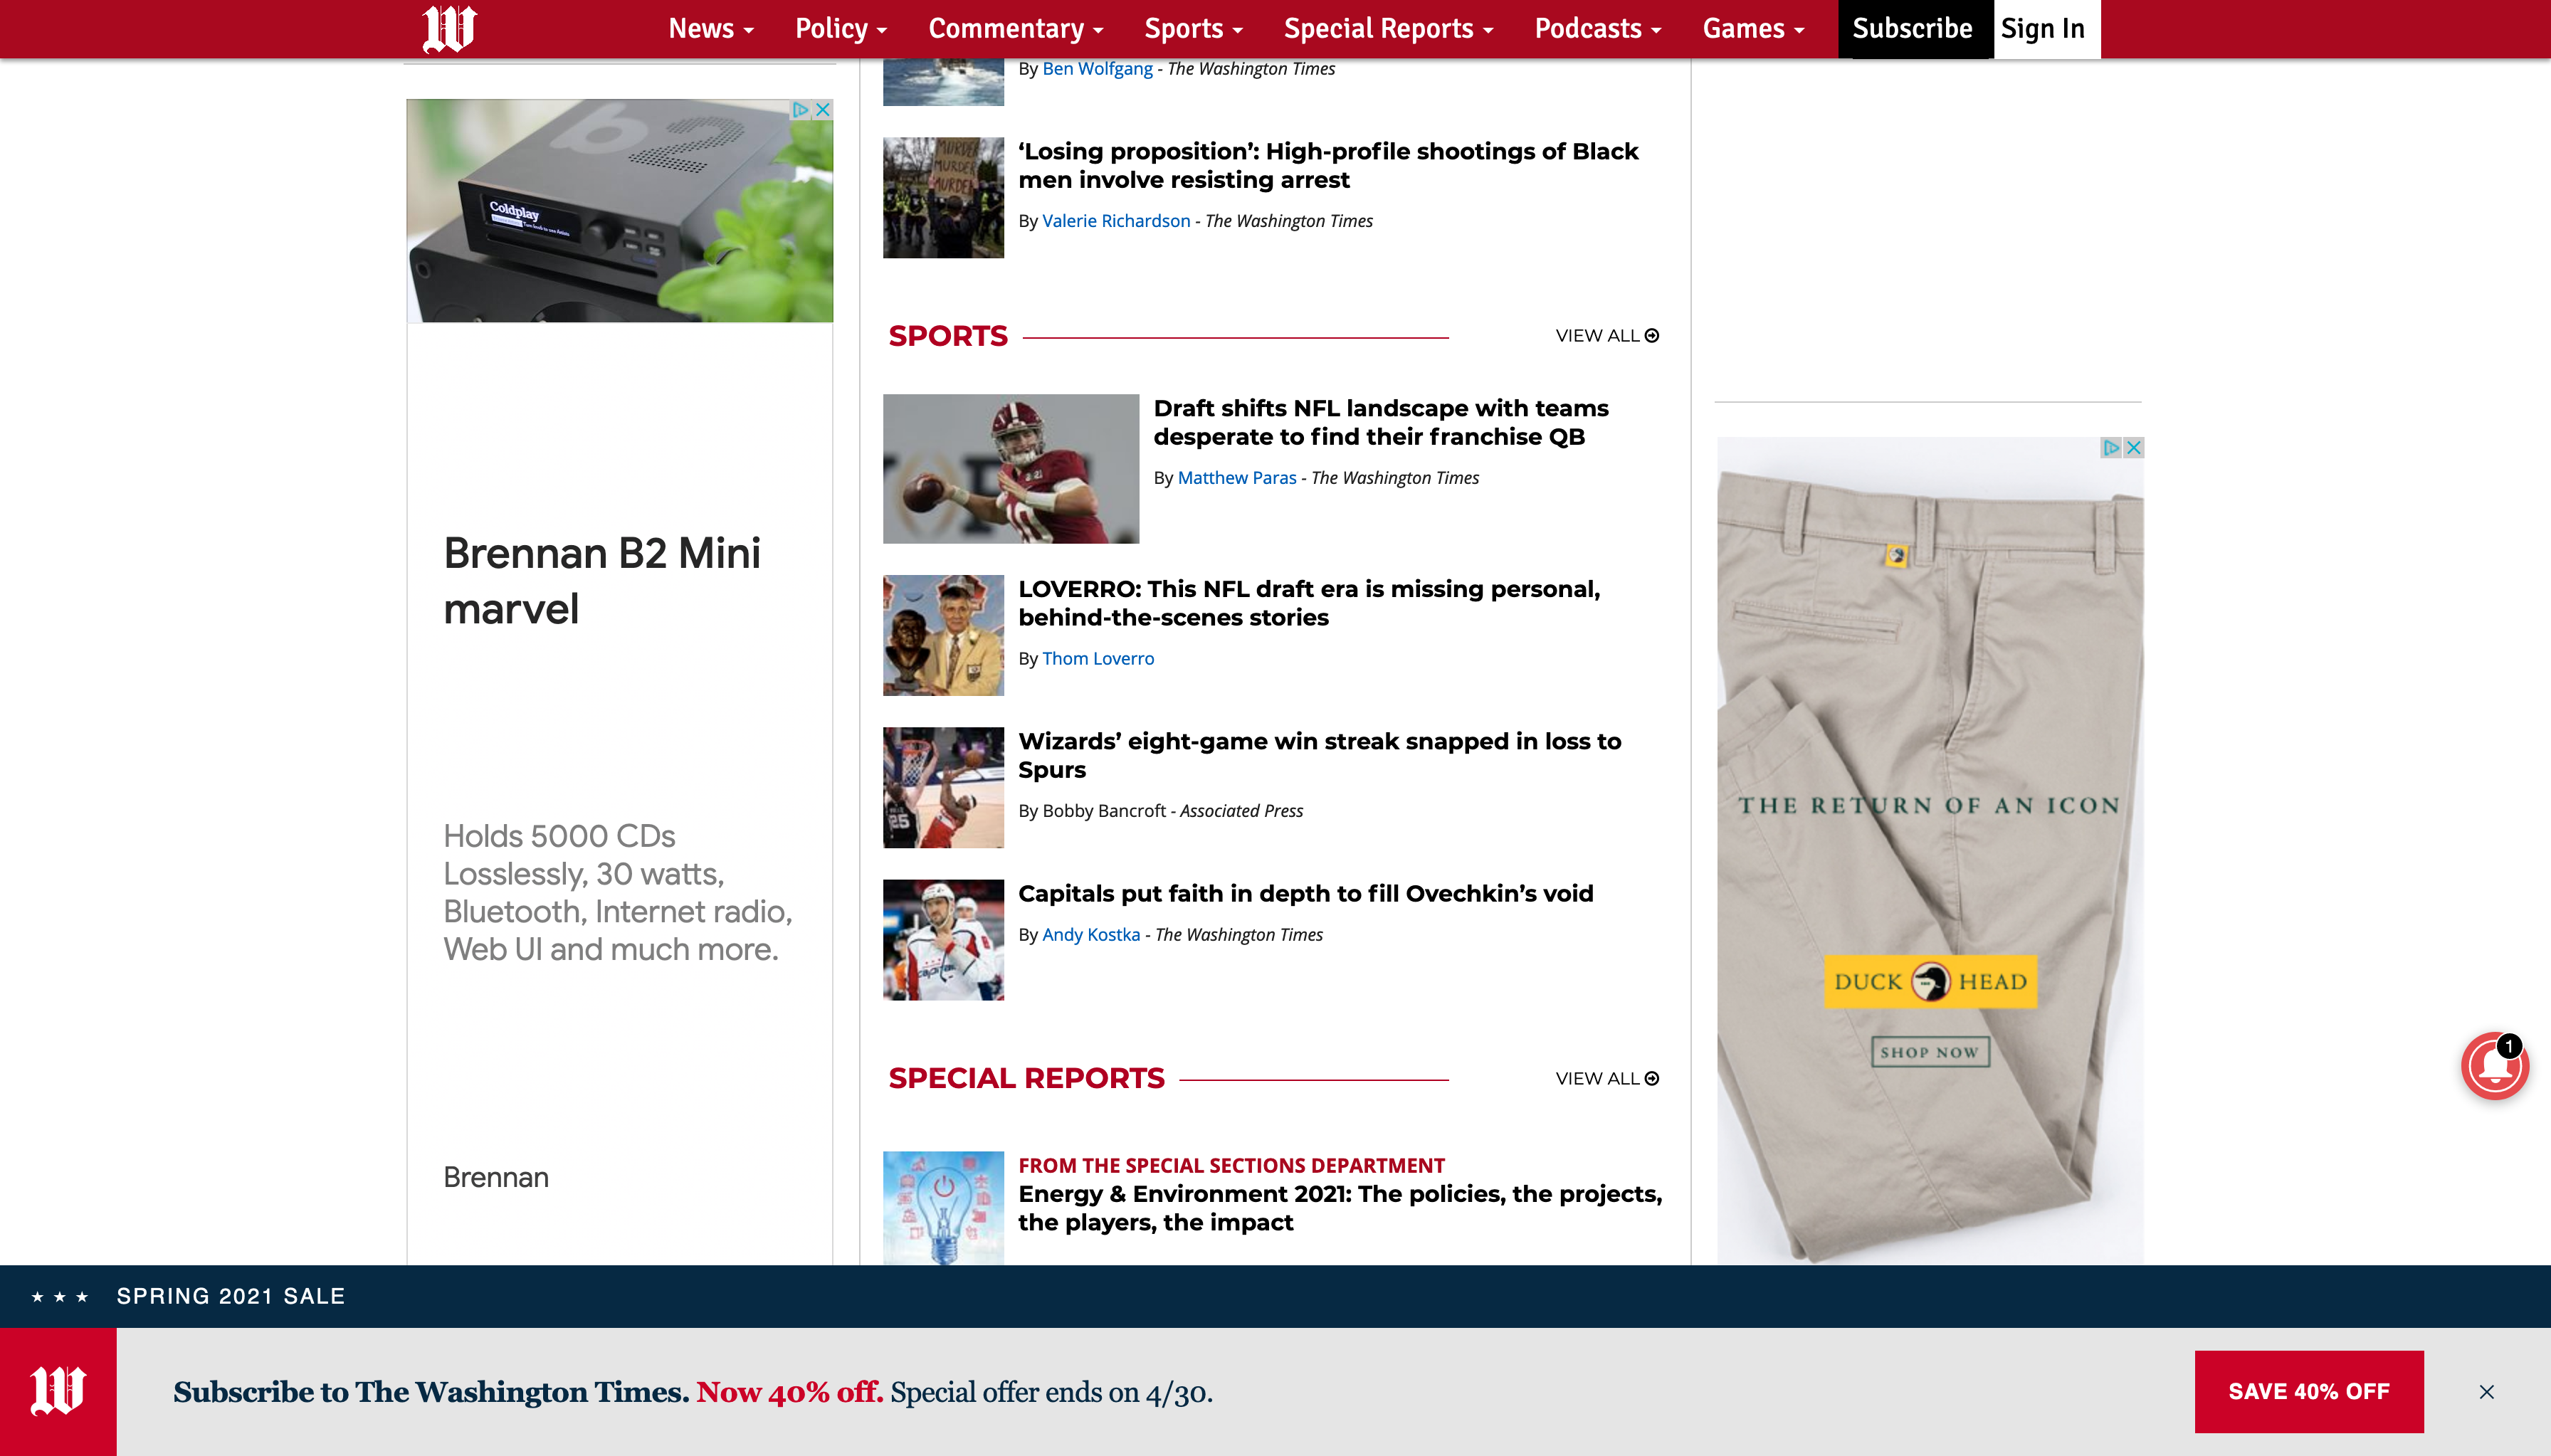 W
News
Policy
Commentary
Sports
Special Reports
Podcasts
Games
Subscribe
Sign In
b2
Coldplay
Brennan B2 Mini
marvel
Holds 5000 CDs
Losslessly, 30 watts,
Bluetooth, Internet radio,
Web UI and much more.
Brennan
By Ben Wolfgang - The Washington Times
MURDER
MURDER
MURDER
‘Losing proposition’: High-profile shootings of Black
men involve resisting arrest
By Valerie Richardson - The Washington Times
SPORTS
VIEW ALL
Draft shifts NFL landscape with teams
desperate to find their franchise QB
By Matthew Paras - The Washington Times
LOVERRO: This NFL draft era is missing personal,
behind-the-scenes stories
By Thom Loverro
25
Wizards’ eight-game win streak snapped in loss to
Spurs
By Bobby Bancroft - Associated Press
capitals
Capitals put faith in depth to fill Ovechkin’s void
By Andy Kostka - The Washington Times
SPECIAL REPORTS
VIEW ALL
FROM THE SPECIAL SECTIONS DEPARTMENT
Energy & Environment 2021: The policies, the projects,
the players, the impact
THE RETURN OF AN ICON
DUCK HEAD
SHOP NOW
1
SPRING 2021 SALE
W
Subscribe to The Washington Times. Now 40% off. Special offer ends on 4/30.
SAVE 40% OFF